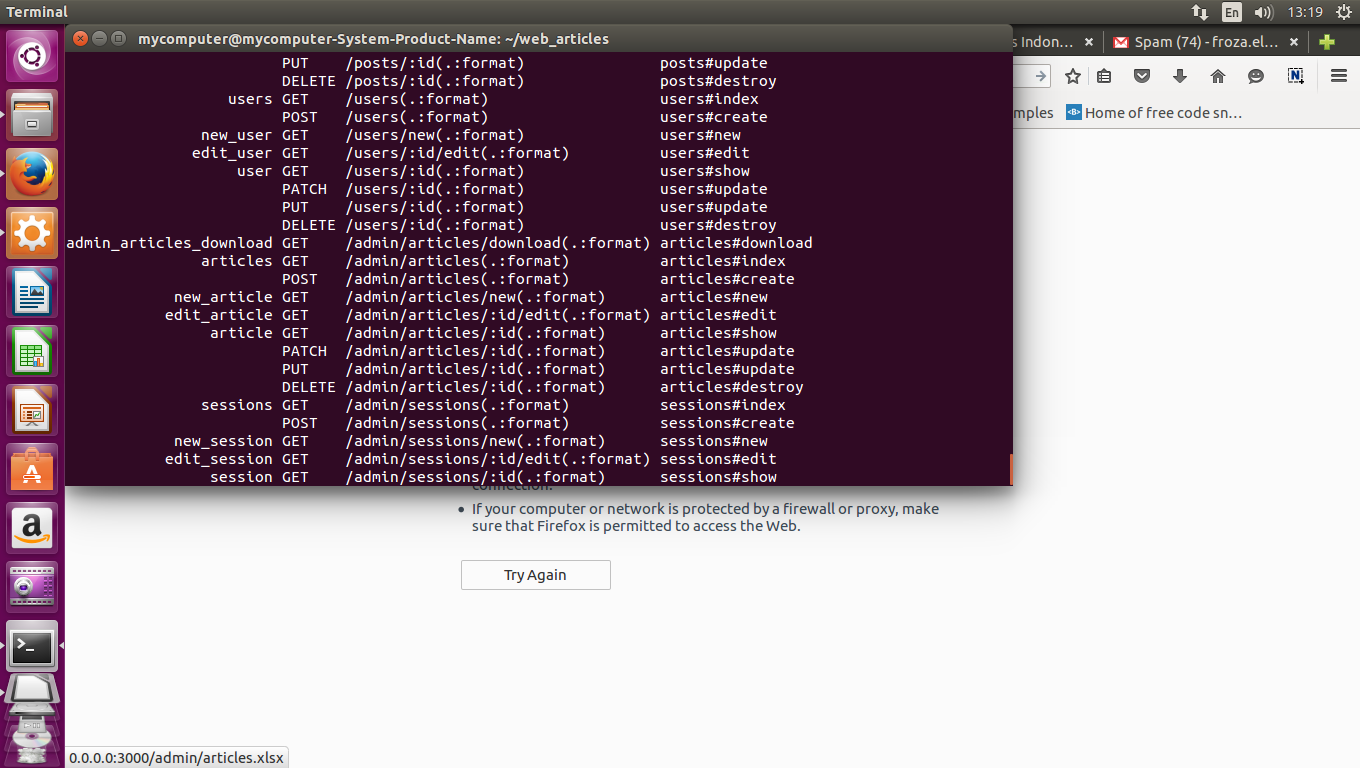 Terminal
En
13:19
mycomputer@mycomputer-System-Product-Name: ~/web_articles
s Indon...
Spam (74) - froza.el...
PUT /posts/:id(.:format) posts#update
DELETE /posts/:id(.:format) posts#destroy
users GET /users(.:format) users#index
POST /users(.:format) users#create
new_user GET /users/new(.:format) users#new
edit_user GET /users/:id/edit(.:format) users#edit
user GET /users/:id(.:format) users#show
PATCH /users/:id(.:format) users#update
PUT /users/:id(.:format) users#update
DELETE /users/:id(.:format) users#destroy
admin_articles_download GET /admin/articles/download(.:format) articles#download
articles GET /admin/articles(.:format) articles#index
POST /admin/articles(.:format) articles#create
new_article GET /admin/articles/new(.:format) articles#new
edit_article GET /admin/articles/:id/edit(.:format) articles#edit
article GET /admin/articles/:id(.:format) articles#show
PATCH /admin/articles/:id(.:format) articles#update
PUT /admin/articles/:id(.:format) articles#update
DELETE /admin/articles/:id(.:format) articles#destroy
sessions GET /admin/sessions(.:format) sessions#index
POST /admin/sessions(.:format) sessions#create
new_session GET /admin/sessions/new(.:format) sessions#new
edit_session GET /admin/sessions/:id/edit(.:format) sessions#edit
session GET /admin/sessions/:id(.:format) sessions#show
mples
Home of free code sn...
connection.
• If your computer or network is protected by a firewall or proxy, make
sure that Firefox is permitted to access the Web.
Try Again
0.0.0.0:3000/admin/articles.xlsx